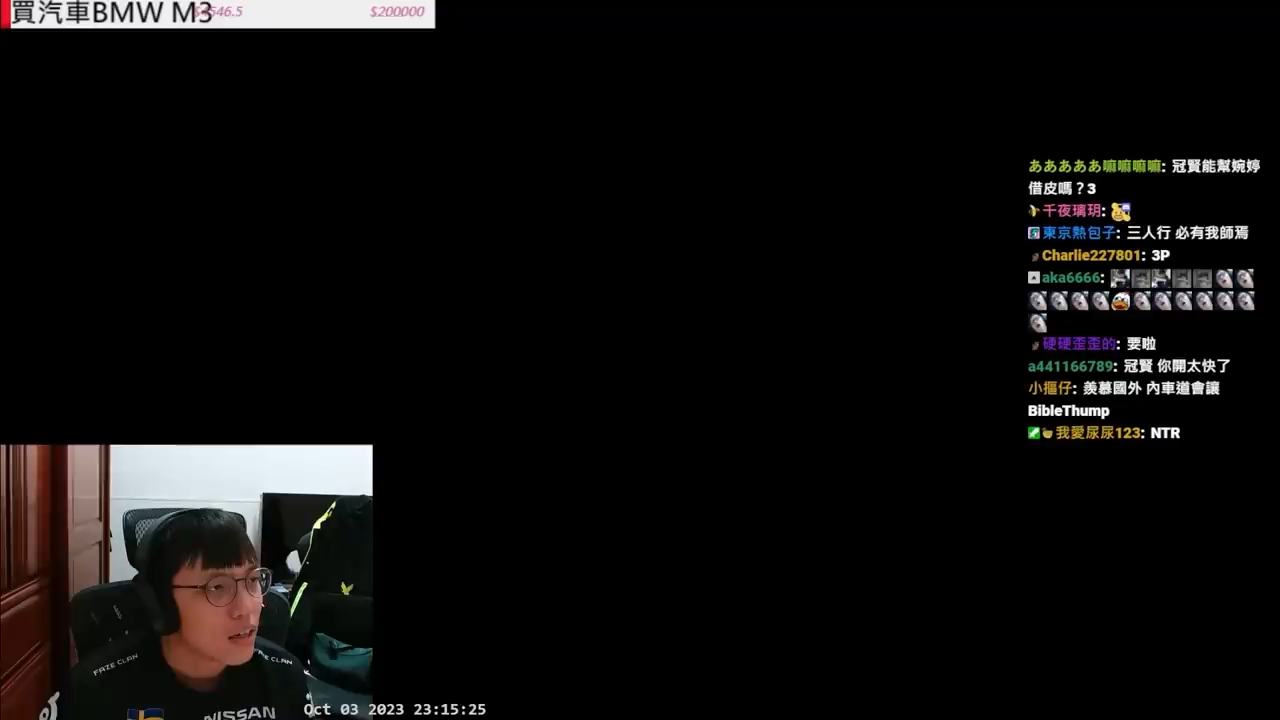 買汽車BMW M3
$200000
あああああ嘛嘛嘛嘛: 冠賢能幫婉婷
借皮嗎？3
千夜璃玥:
東京熱包子: 三人行 必有我師焉
Charlie227801: 3P
aka6666:
硬硬歪歪的: 要啦
a441166789: 冠賢 你開太快了
小摳仔: 羨慕國外 內車道會讓
BibleThump
我愛尿尿123: NTR
FAZE CLAN
ZE CLAN
NISSAN
Oct 03 2023 23:15:25